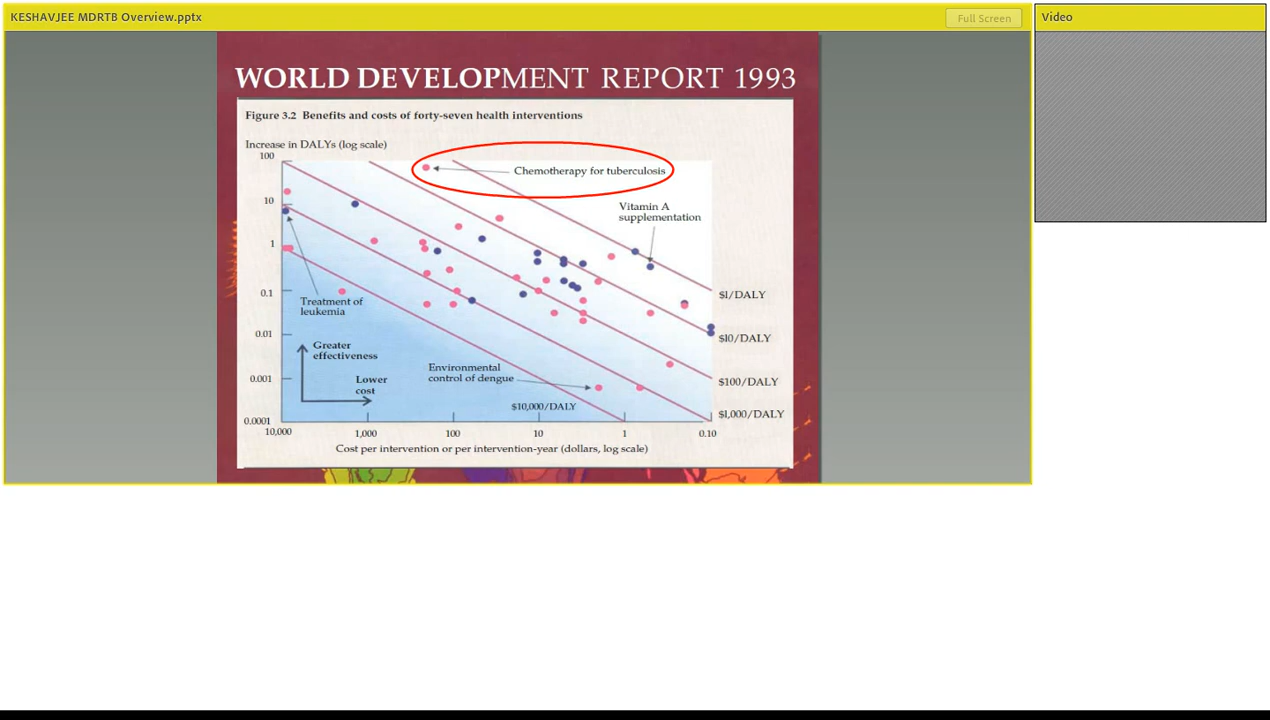 KESHAVJEE MDRTB Overview.pptx
Full Screen
Video
WORLD DEVELOPMENT REPORT 1993
Figure 3.2 Benefits and costs of forty-seven health interventions
Increase in DALYs (log scale)
100
10
1
0.1
0.01
0.001
0.0001
Chemotherapy for tuberculosis
Vitamin A
supplementation
Treatment of
leukemia
Greater
effectiveness
Lower
cost
Environmental
control of dengue
$1/DALY
$10/DALY
$100/DALY
$1,000/DALY
$10,000/DALY
10,000
1,000
100
10
1
0.10
Cost per intervention or per intervention-year (dollars, log scale)